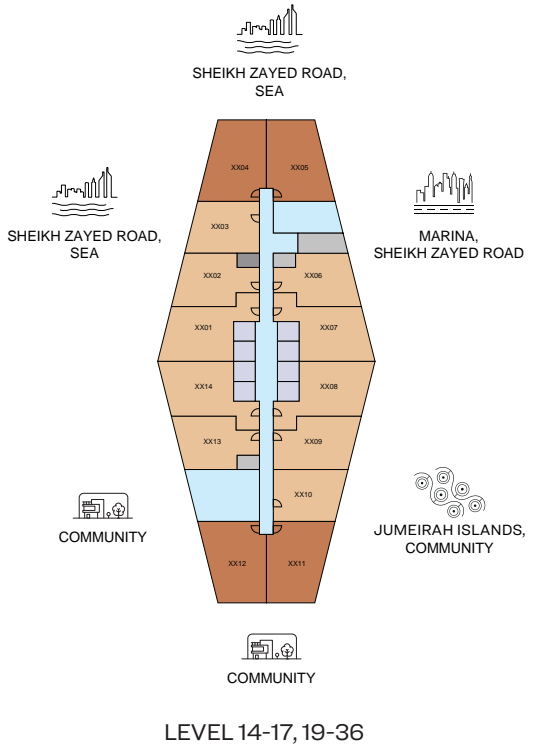 SHEIKH ZAYED ROAD,
SEA
XX04
XX05
SHEIKH ZAYED ROAD,
SEA
XX03
MARINA,
SHEIKH ZAYED ROAD
XX02
XX06
XX01
XX07
XX14
XX08
XX13
XX09
XX10
COMMUNITY
JUMEIRAH ISLANDS,
COMMUNITY
XX12
XX11
COMMUNITY
LEVEL 14-17, 19-36